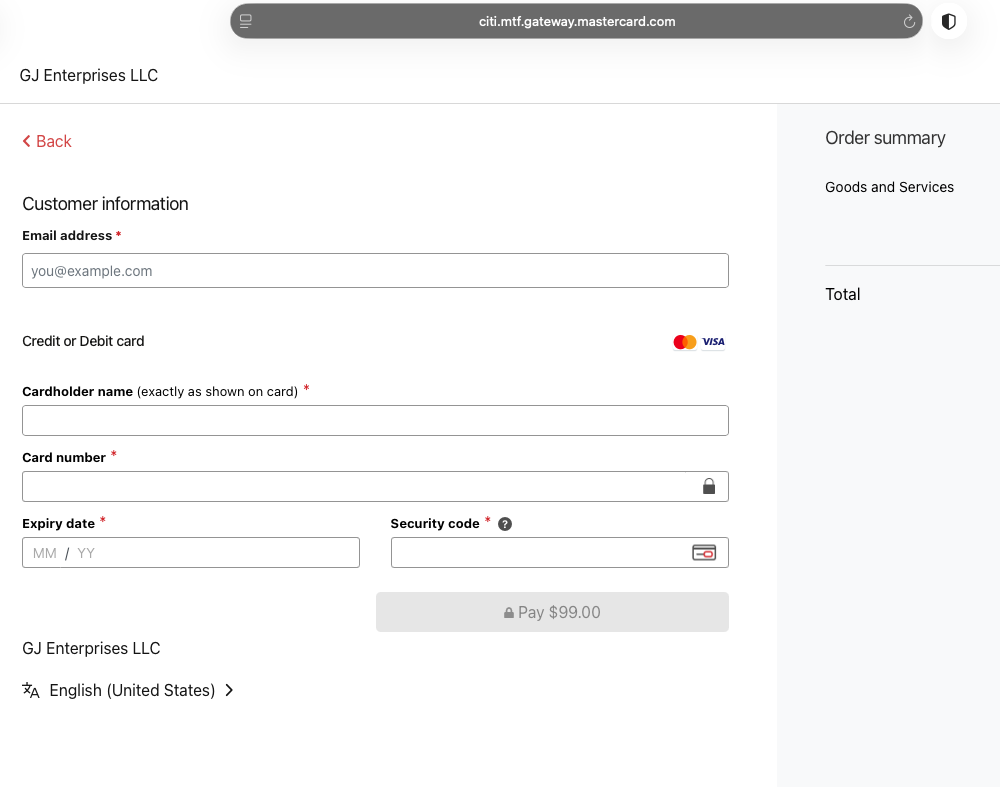 citi.mtf.gateway.mastercard.com
GJ Enterprises LLC
Back
Customer information
Email address *
you@example.com
Credit or Debit card
VISA
Cardholder name (exactly as shown on card) *
Card number *
Expiry date *
MM / YY
Security code * ?
Pay $99.00
GJ Enterprises LLC
English (United States)
Order summary
Goods and Services
Total